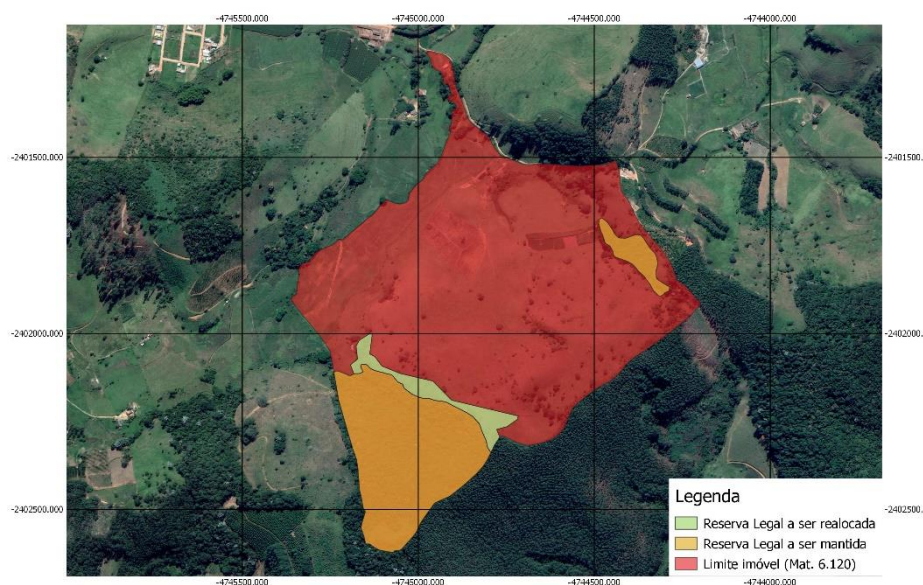 -4745500.000 -4745000.000 -4744500.000 -4744000.000
-2401500.000 -2401500.000
-2402000.000 -2402000.000
-2402500.000 -2402500.
Legenda
Reserva Legal a ser realocada
Reserva Legal a ser mantida
Limite imóvel (Mat. 6.120)
-4745500.000 -4745000.000 -4744500.000 -4744000.000